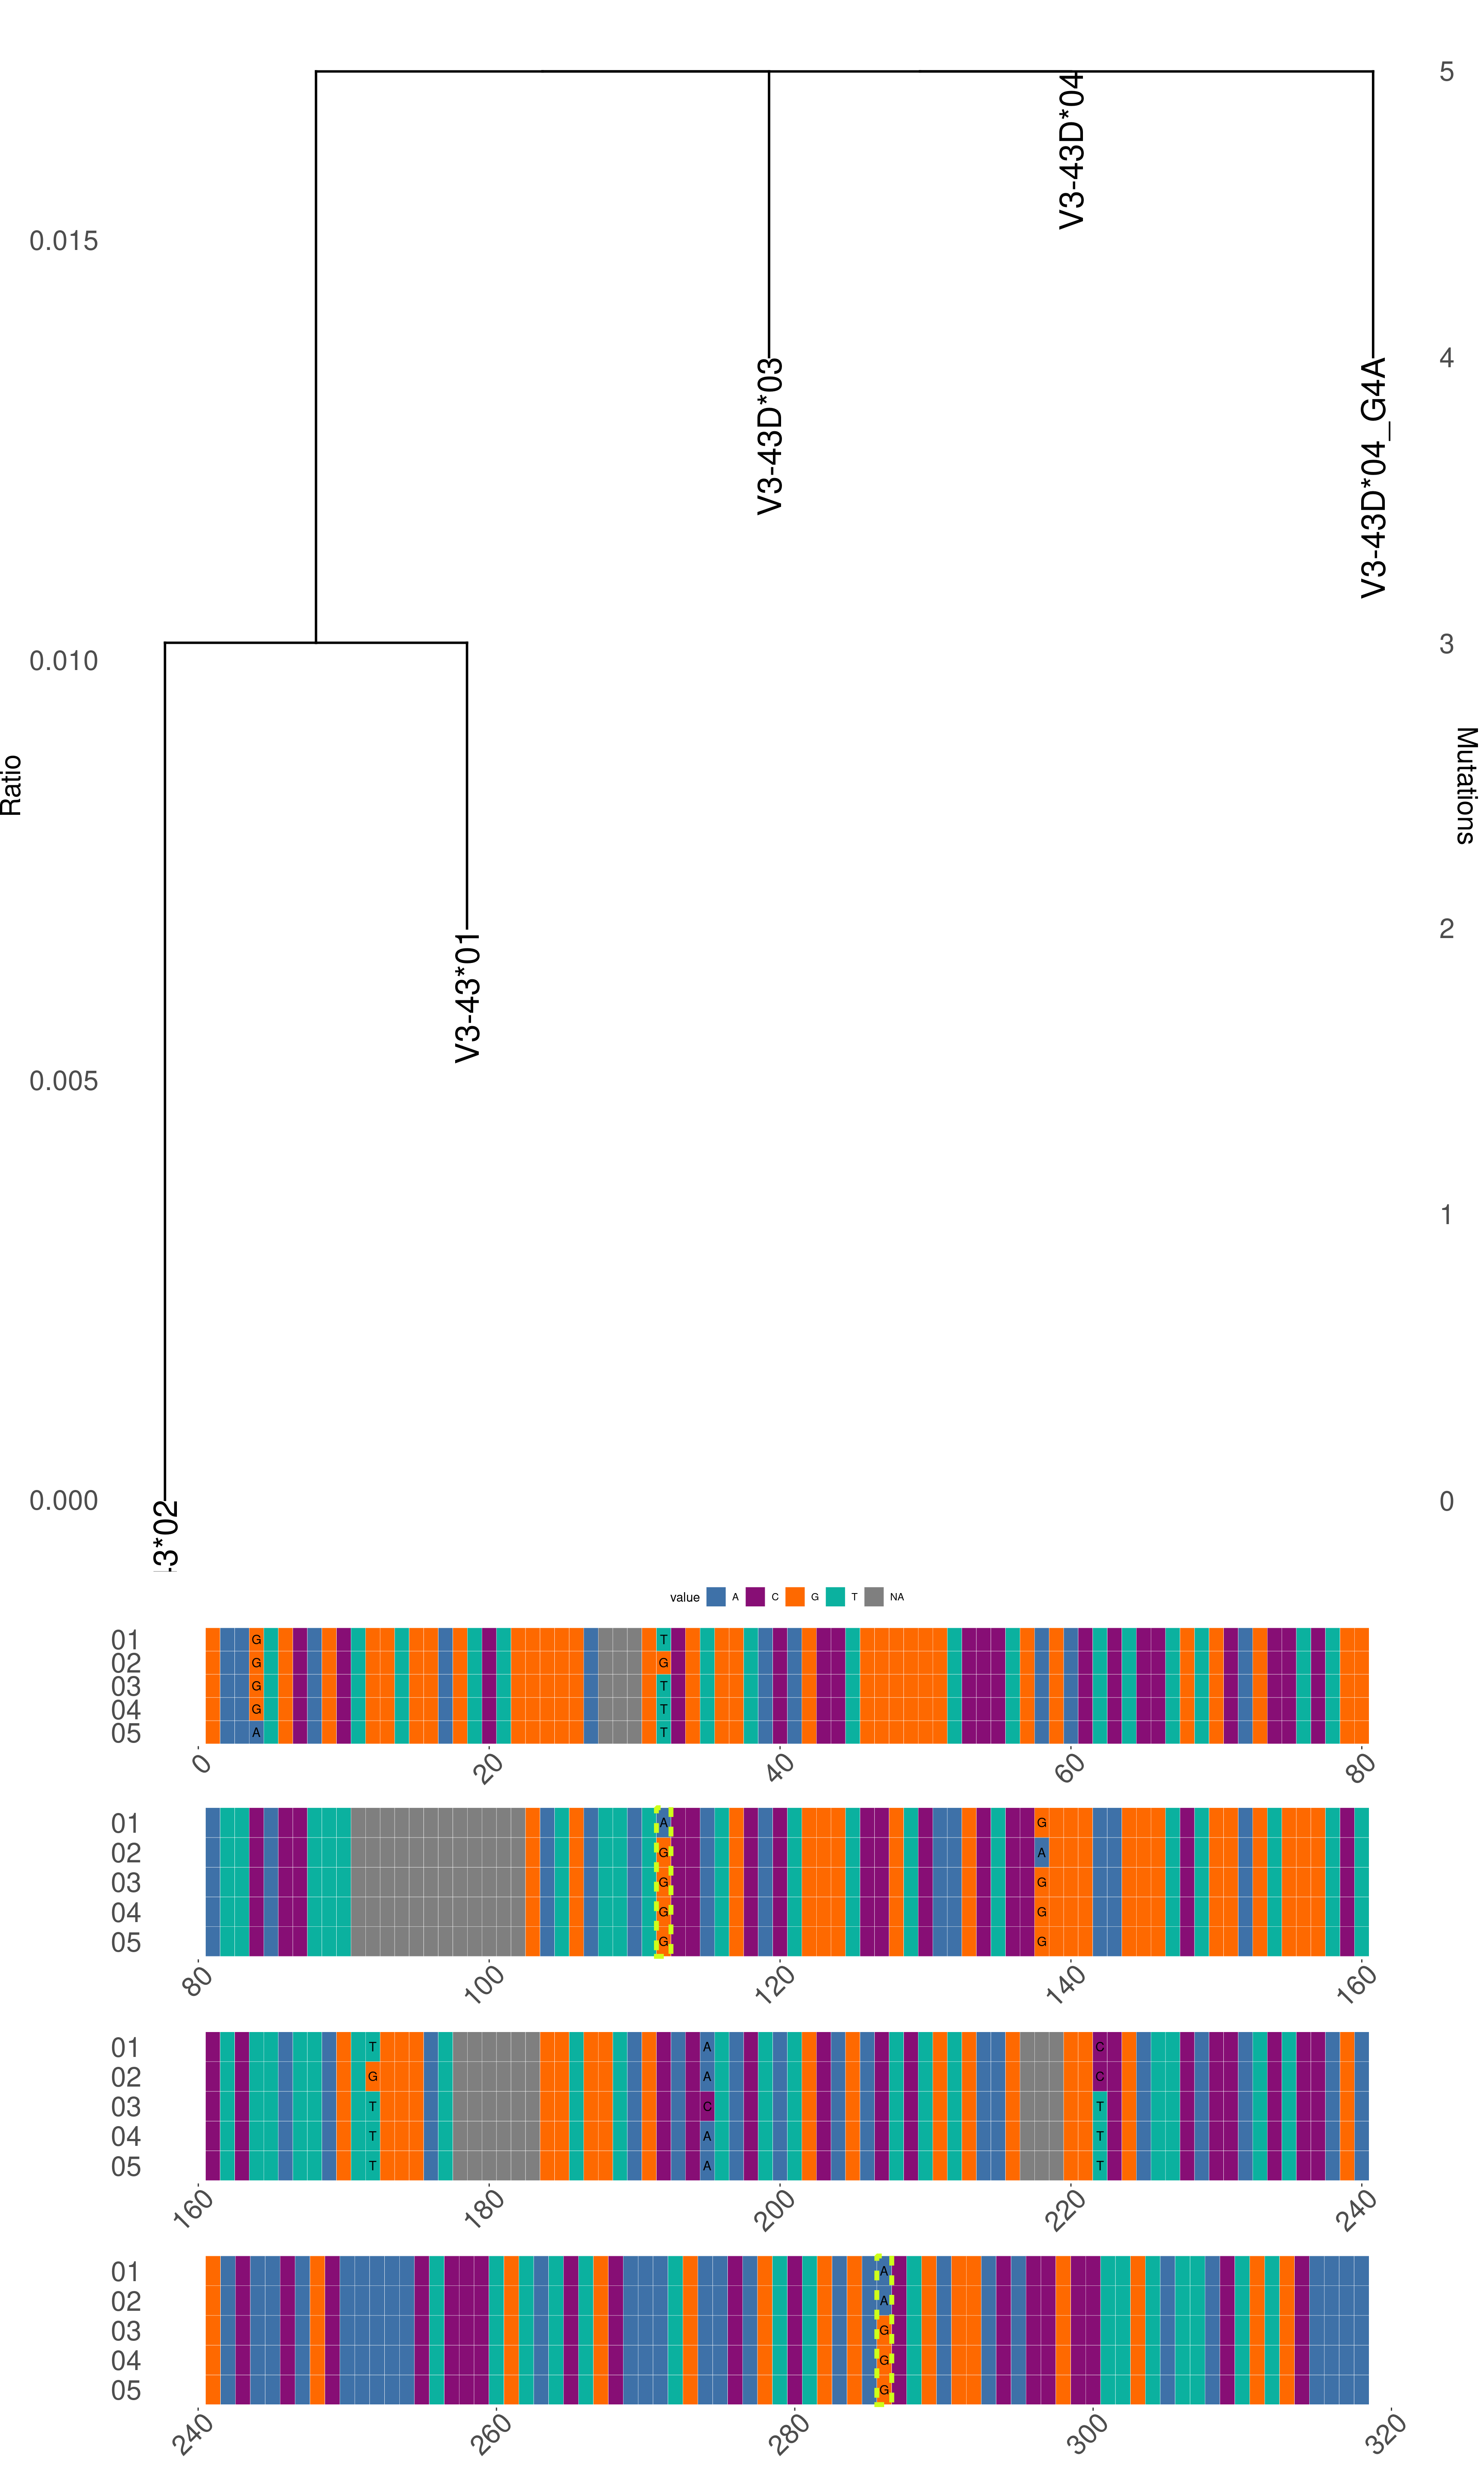 5
V3-43D*04
0.015
4
V3-43D*03
V3-43D*04_G4A
0.010
3
Ratio
Mutations
2
V3-43*01
0.005
1
0.000
0
3*02
value A C G T NA
01 G T
02 G G
03 G T
04 G T
05 A T
0 20 40 60 80
01 A G
02 G A
03 G G
04 G G
05 G G
80 100 120 140 160
01 T A C
02 G A C
03 T C T
04 T A T
05 T A T
160 180 200 220 240
01 A
02 A
03 G
04 G
05 G
240 260 280 300 320